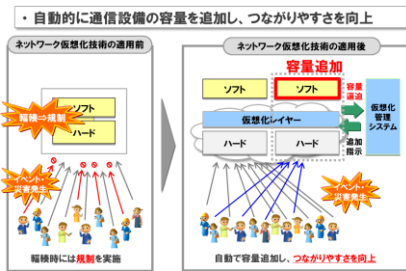 ・自動的に通信設備の容量を追加し、つながりやすさを向上
ネットワーク仮想化技術の適用前
ソフト
輻輳⇒規制
ハード
イベント・
災害発生
輻輳時には規制を実施
ネットワーク仮想化技術の適用後
容量追加
ソフト
ソフト
容量
逼迫
仮想化レイヤー
仮想化
管理
システム
ハード
ハード
追加
指示
イベント・
災害発生
自動で容量追加し、つながりやすさを向上